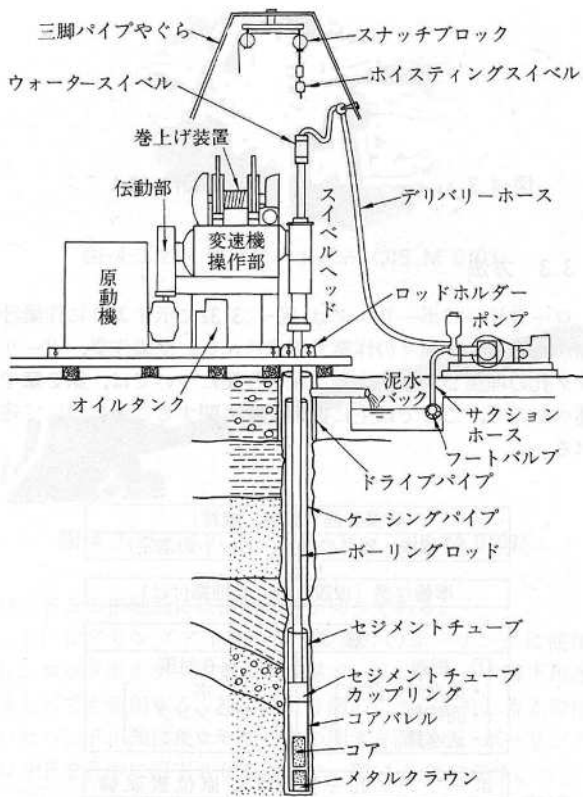 三脚パイプやぐら
スナッチブロック
ホイスティングスイベル
ウォータースイベル
巻上げ装置
伝動部
スイベルヘッド
デリバリーホース
変速機
操作部
原動機
ロッドホルダー
ポンプ
オイルタンク
泥水
バック
サクション
ホース
フートバルブ
ドライブパイプ
ケーシングパイプ
ボーリングロッド
セジメントチューブ
セジメントチューブ
カップリング
コアバレル
コア
メタルクラウン